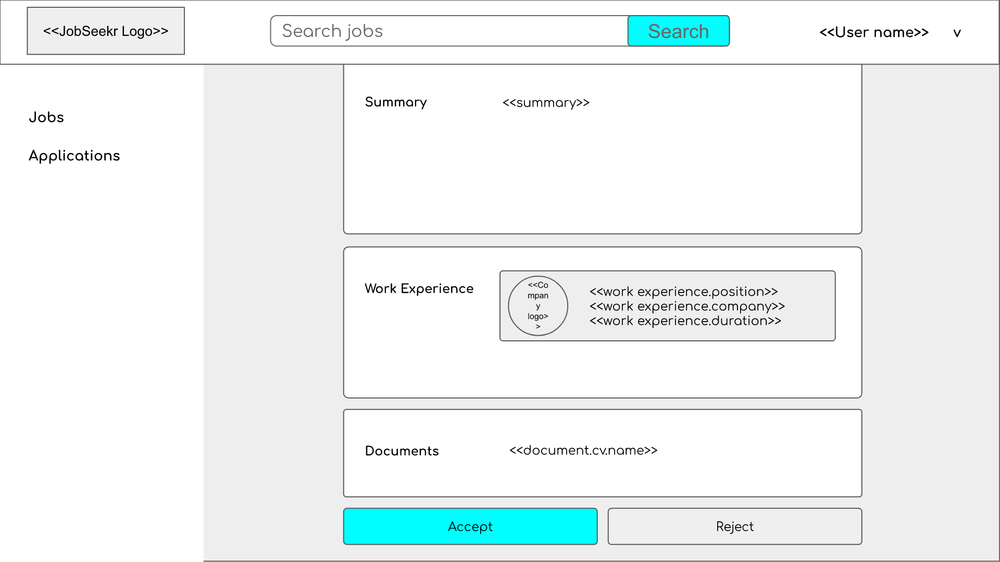 <<JobSeekr Logo>>
Search jobs
Search
<<User name>>
v
Jobs
Applications
Summary
<<summary>>
Work Experience
<<Co
mpan
y
logo>
>
<<work experience.position>>
<<work experience.company>>
<<work experience.duration>>
Documents
<<document.cv.name>>
Accept
Reject